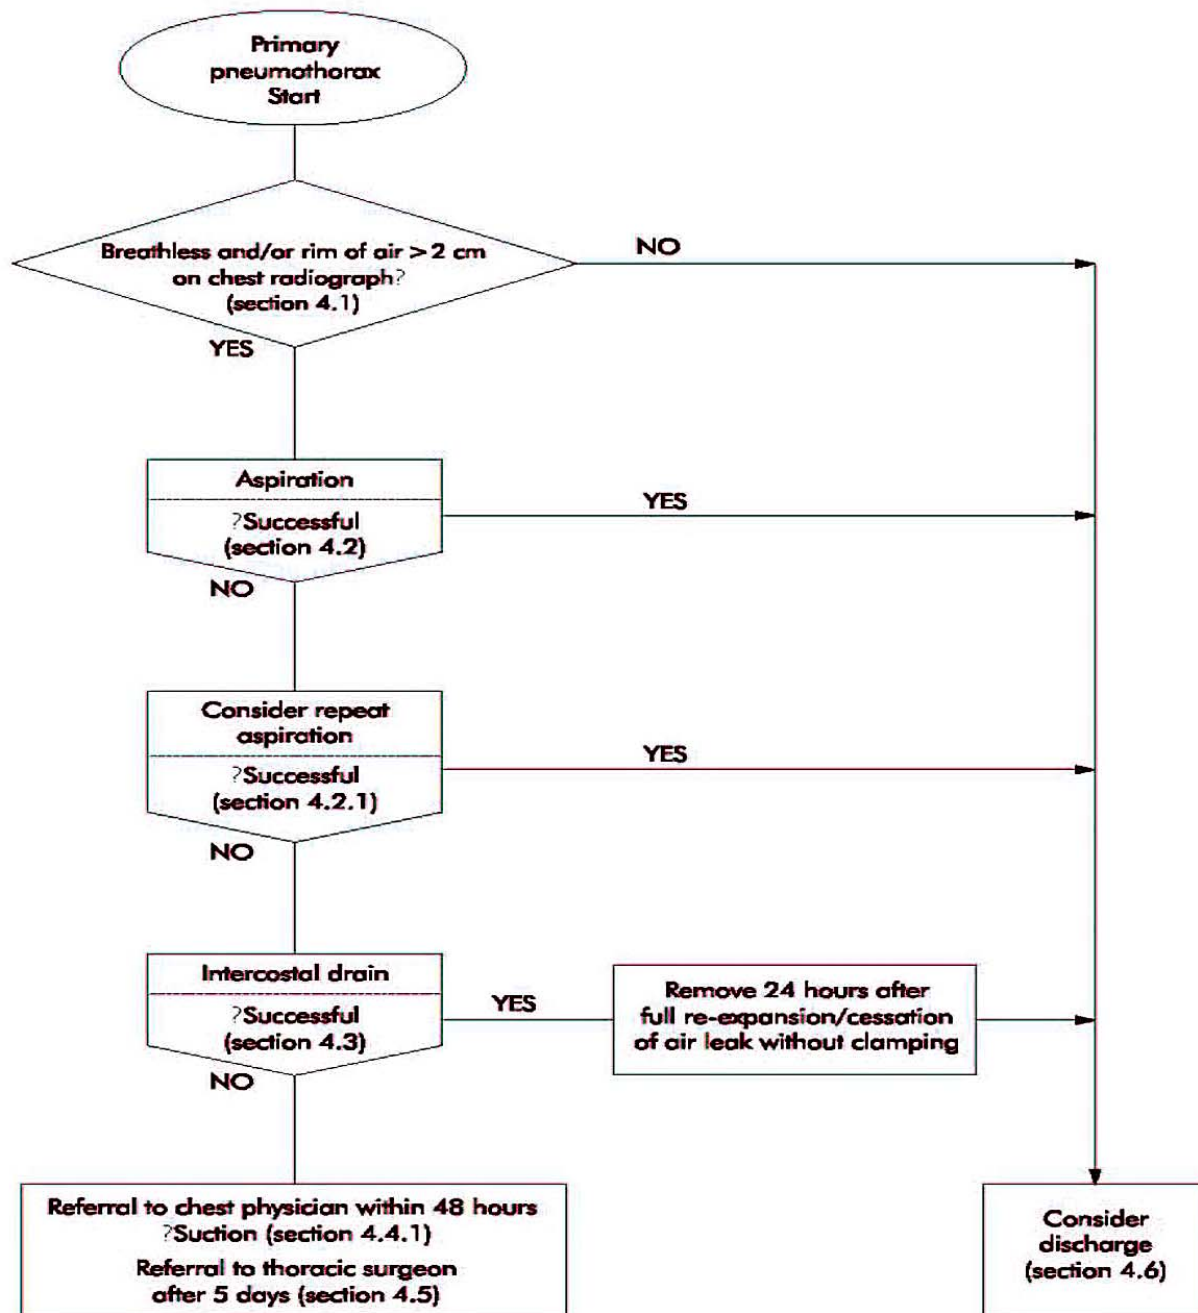 Primary
pneumothorax
Start
Breathless and/or rim of air > 2 cm
on chest radiograph?
(section 4.1)
NO
YES
Aspiration
?Successful
(section 4.2)
YES
NO
Consider repeat
aspiration
?Successful
(section 4.2.1)
YES
NO
Intercostal drain
?Successful
(section 4.3)
YES
Remove 24 hours after
full re-expansion/cessation
of air leak without clamping
NO
Referral to chest physician within 48 hours
?Suction (section 4.4.1)
Referral to thoracic surgeon
after 5 days (section 4.5)
Consider
discharge
(section 4.6)